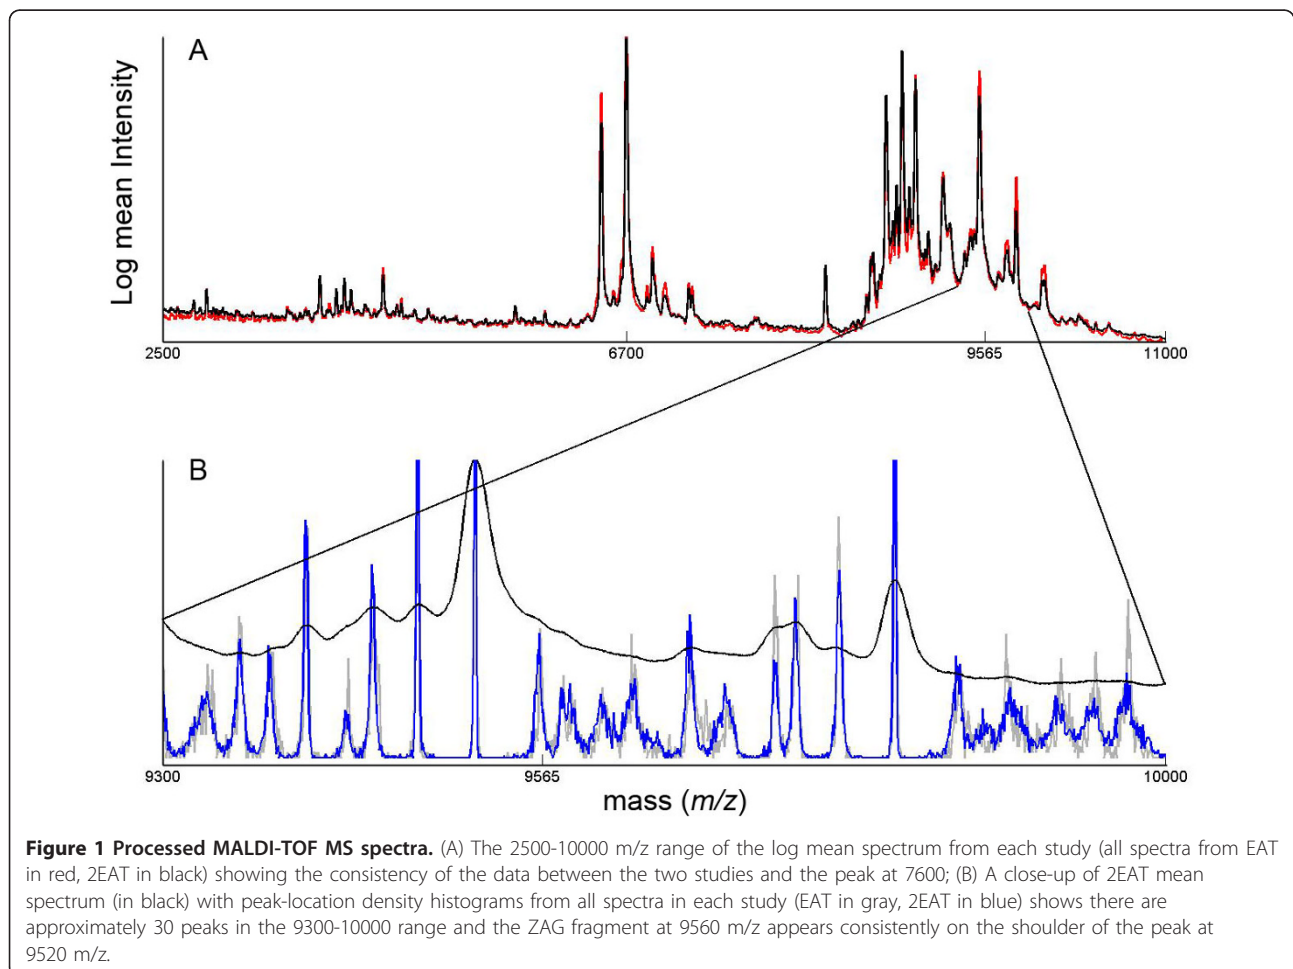 A
Log mean Intensity
2500
6700
9565
11000
B
9300
9565
10000
mass (m/z)
Figure 1 Processed MALDI-TOF MS spectra. (A) The 2500-10000 m/z range of the log mean spectrum from each study (all spectra from EAT
in red, 2EAT in black) showing the consistency of the data between the two studies and the peak at 7600; (B) A close-up of 2EAT mean
spectrum (in black) with peak-location density histograms from all spectra in each study (EAT in gray, 2EAT in blue) shows there are
approximately 30 peaks in the 9300-10000 range and the ZAG fragment at 9560 m/z appears consistently on the shoulder of the peak at
9520 m/z.